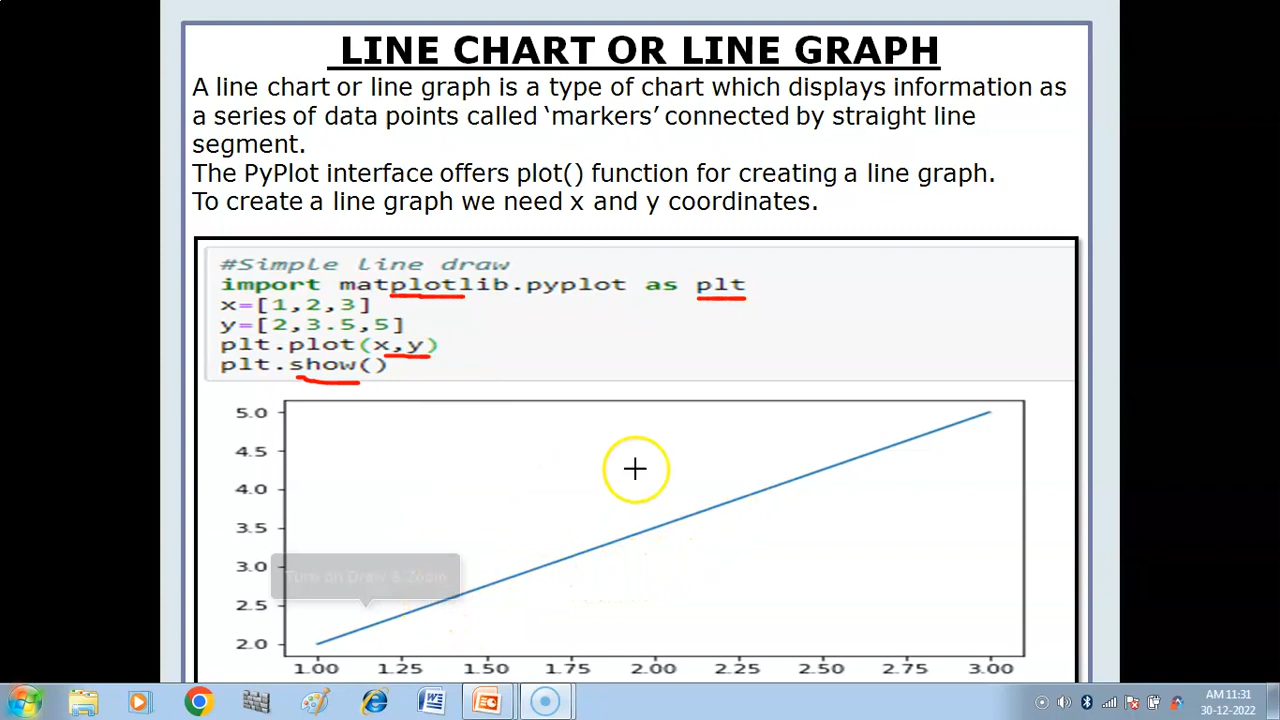 LINE CHART OR LINE GRAPH
A line chart or line graph is a type of chart which displays information as
a series of data points called ‘markers’ connected by straight line
segment.
The PyPlot interface offers plot() function for creating a line graph.
To create a line graph we need x and y coordinates.
#Simple line draw
import matplotlib.pyplot as plt
x=[1,2,3]
y=[2,3.5,5]
plt.plot(x,y)
plt.show()
5.0
4.5
4.0
3.5
3.0
Turn on Draw & Zoom
2.5
2.0
1.00 1.25 1.50 1.75 2.00 2.25 2.50 2.75 3.00
AM 11:31
30-12-2022